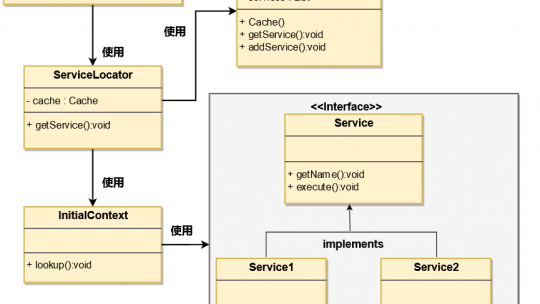 + Cache()
+ getService():void
+ addService():void
使用
使用
ServiceLocator
- cache : Cache
+ getService():void
使用
InitialContext
+ lookup():void
使用
<<Interface>>
Service
+ getName():void
+ execute():void
implements
Service1
Service2